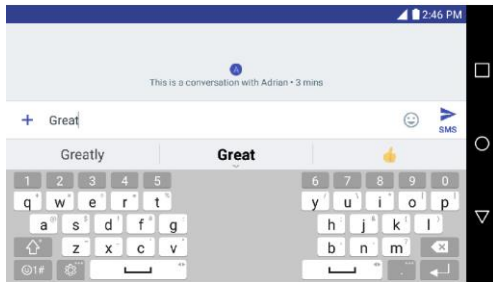 2:46 PM
A
This is a conversation with Adrian • 3 mins
Great
SMS
Greatly Great
1 2 3 4 5 6 7 8 9 0
q w e r t y u i o p
a s d f g h j k l
z x c v b n m
1#